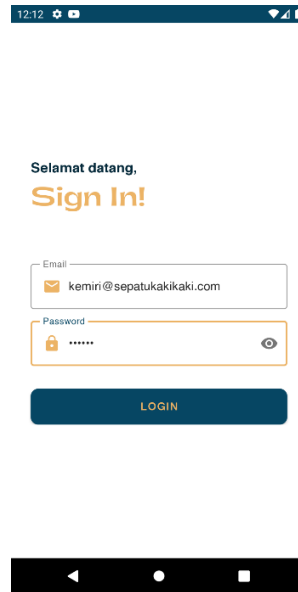 12:12
Selamat datang,
Sign In!
Email
kemiri@sepatukakikaki.com
Password
••••••
LOGIN